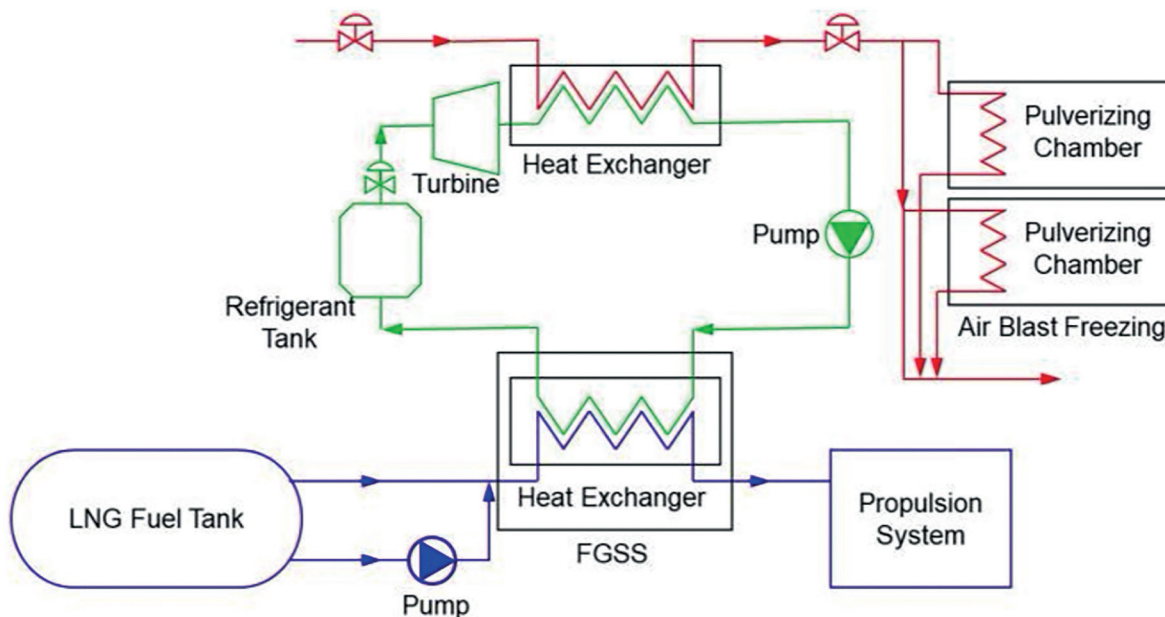 Pulverizing
Chamber
Heat Exchanger
Turbine
Pump
Pulverizing
Chamber
Refrigerant
Tank
Air Blast Freezing
LNG Fuel Tank
Heat Exchanger
Propulsion
System
FGSS
Pump